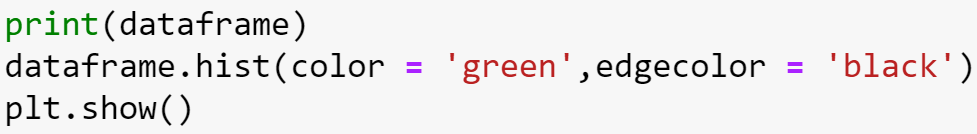 print(dataframe)
dataframe.hist(color = 'green',edgecolor = 'black')
plt.show()